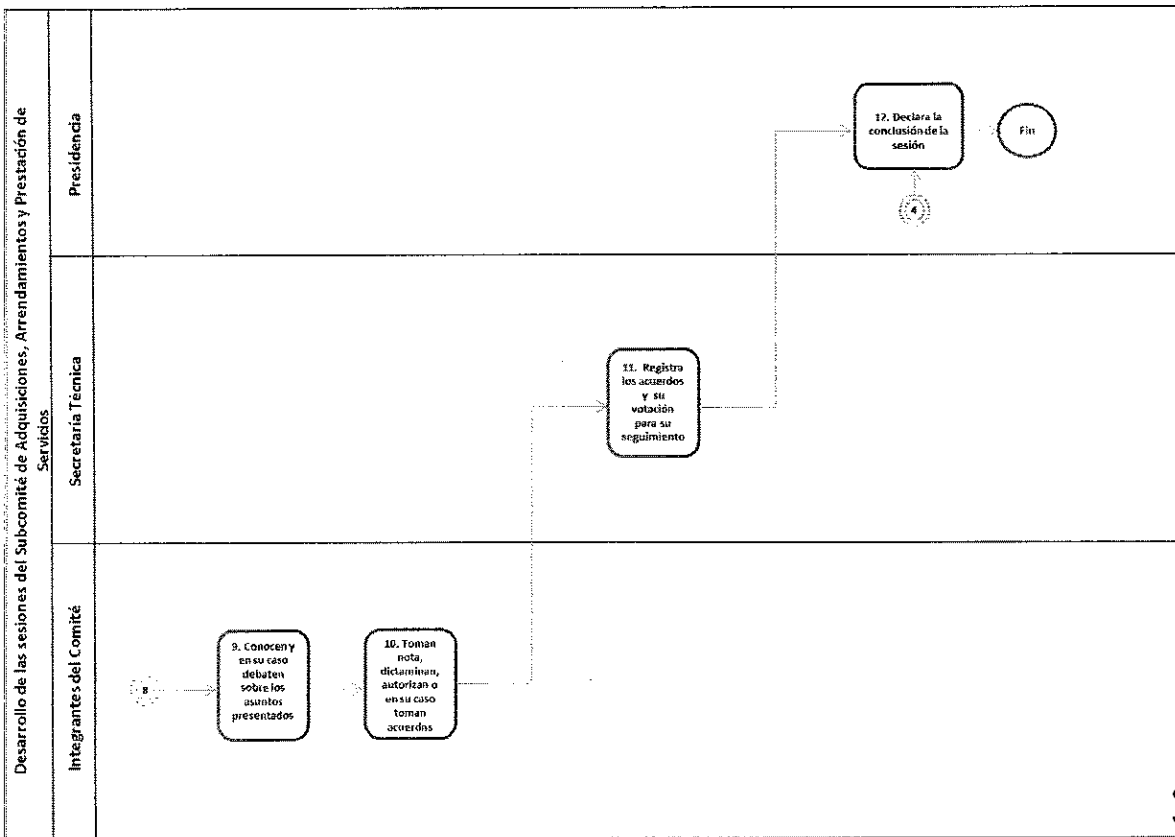 Desarrollo de las sesiones del Subcomité de Adquisiciones, Arrendamientos y Prestación de
Servicios
Presidencia
12. Declara la
conclusión de la
sesión
Fin
4
Secretaría Técnica
11. Registra
los acuerdos
y su
votación
para su
seguimiento
Integrantes del Comité
8
9. Conocen y
en su caso
debaten
sobre los
asuntos
presentados
10. Toman
nota,
dictaminan,
autorizan o
en su caso
toman
acuerdos